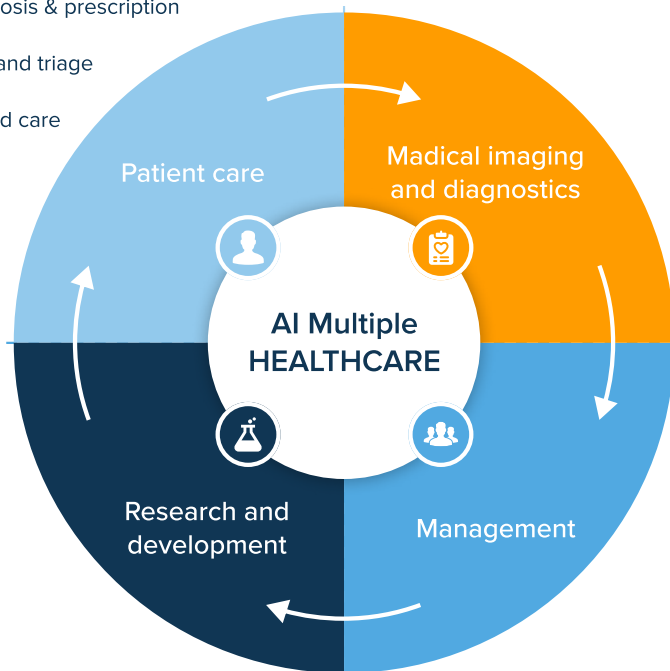 osis & prescription
and triage
d care
Patient care
Madical imaging
and diagnostics
AI Multiple
HEALTHCARE
Research and
development
Management